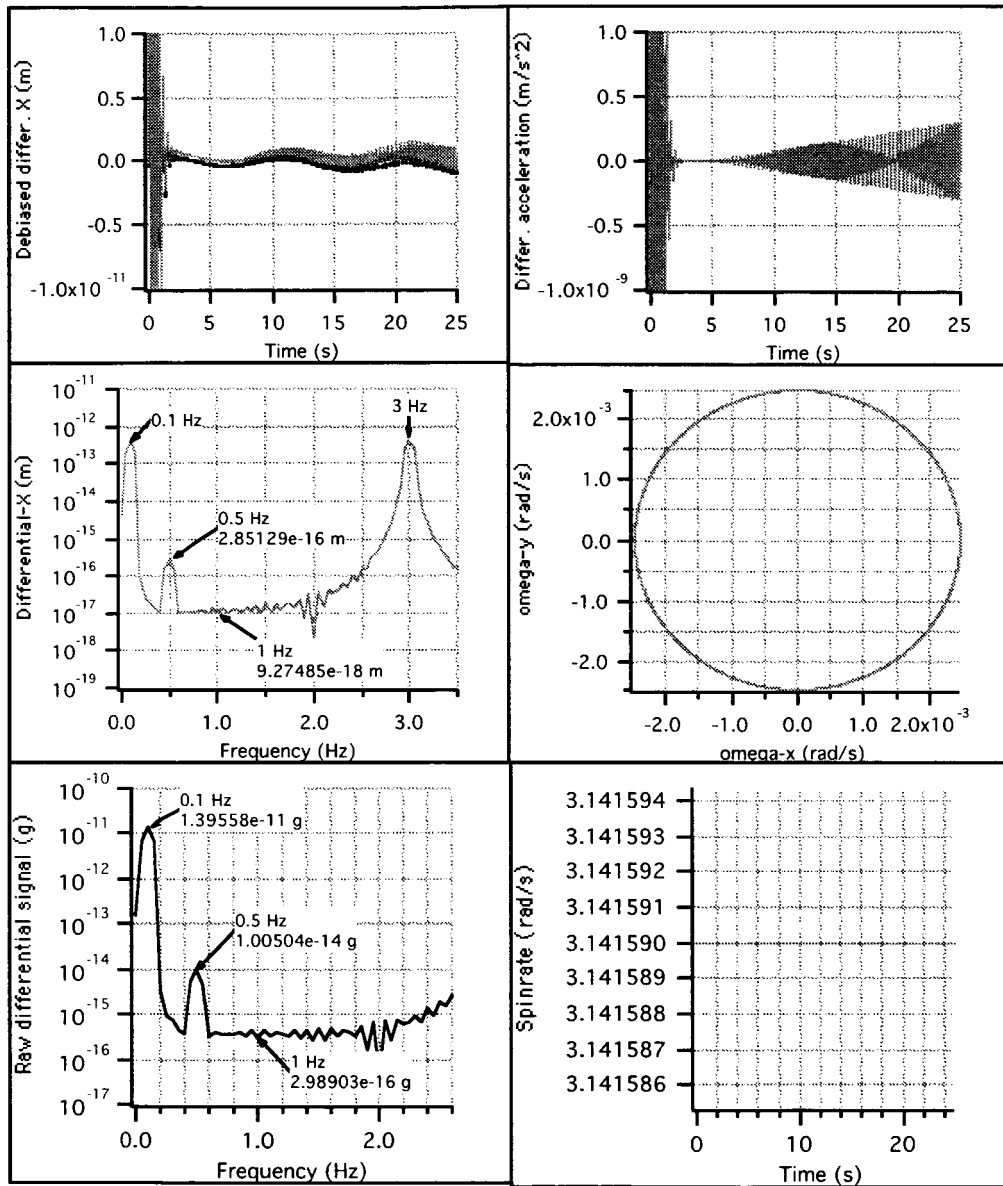 Debiased differ. X (m)
1.0
0.5
0.0
-0.5
-1.0x10
-11
0
5
10
15
20
25
Time (s)
Differ. acceleration (m/s^2)
1.0
0.5
0.0
-0.5
-1.0x10
-9
0
5
10
15
20
25
Time (s)
Differential-X (m)
10-11
10-12
10-13
10-14
10-15
10-16
10-17
10-18
10-19
0.1 Hz
3 Hz
0.5 Hz
2.85129e-16 m
1 Hz
9.27485e-18 m
0.0
1.0
2.0
3.0
Frequency (Hz)
omega-y (rad/s)
2.0x10-3
1.0
0.0
-1.0
-2.0
-2.0
-1.0
0.0
1.0
2.0x10-3
omega-x (rad/s)
Raw differential signal (g)
10-10
10-11
10-12
10-13
10-14
10-15
10-16
10-17
0.1 Hz
1.39558e-11 g
0.5 Hz
1.00504e-14 g
1 Hz
2.98903e-16 g
0.0
1.0
2.0
Frequency (Hz)
Spinrate (rad/s)
3.141594
3.141593
3.141592
3.141591
3.141590
3.141589
3.141588
3.141587
3.141586
0
10
20
Time (s)